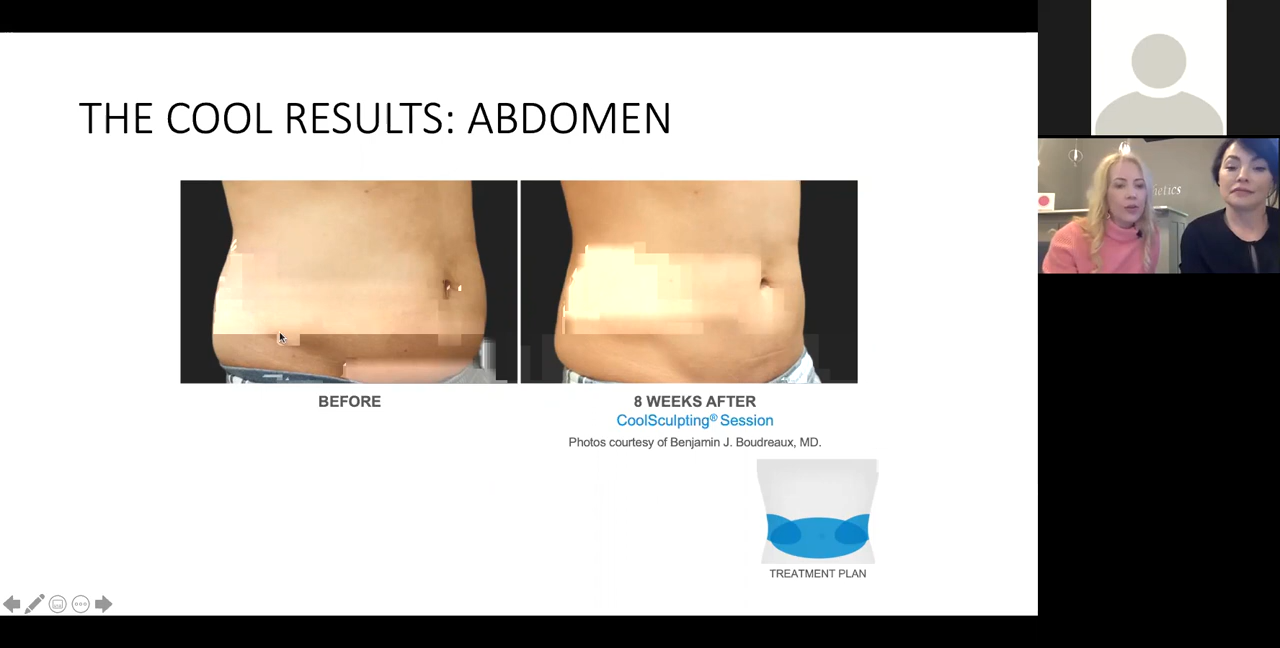 THE COOL RESULTS: ABDOMEN
BEFORE
8 WEEKS AFTER
CoolSculpting® Session
Photos courtesy of Benjamin J. Boudreaux, MD.
TREATMENT PLAN